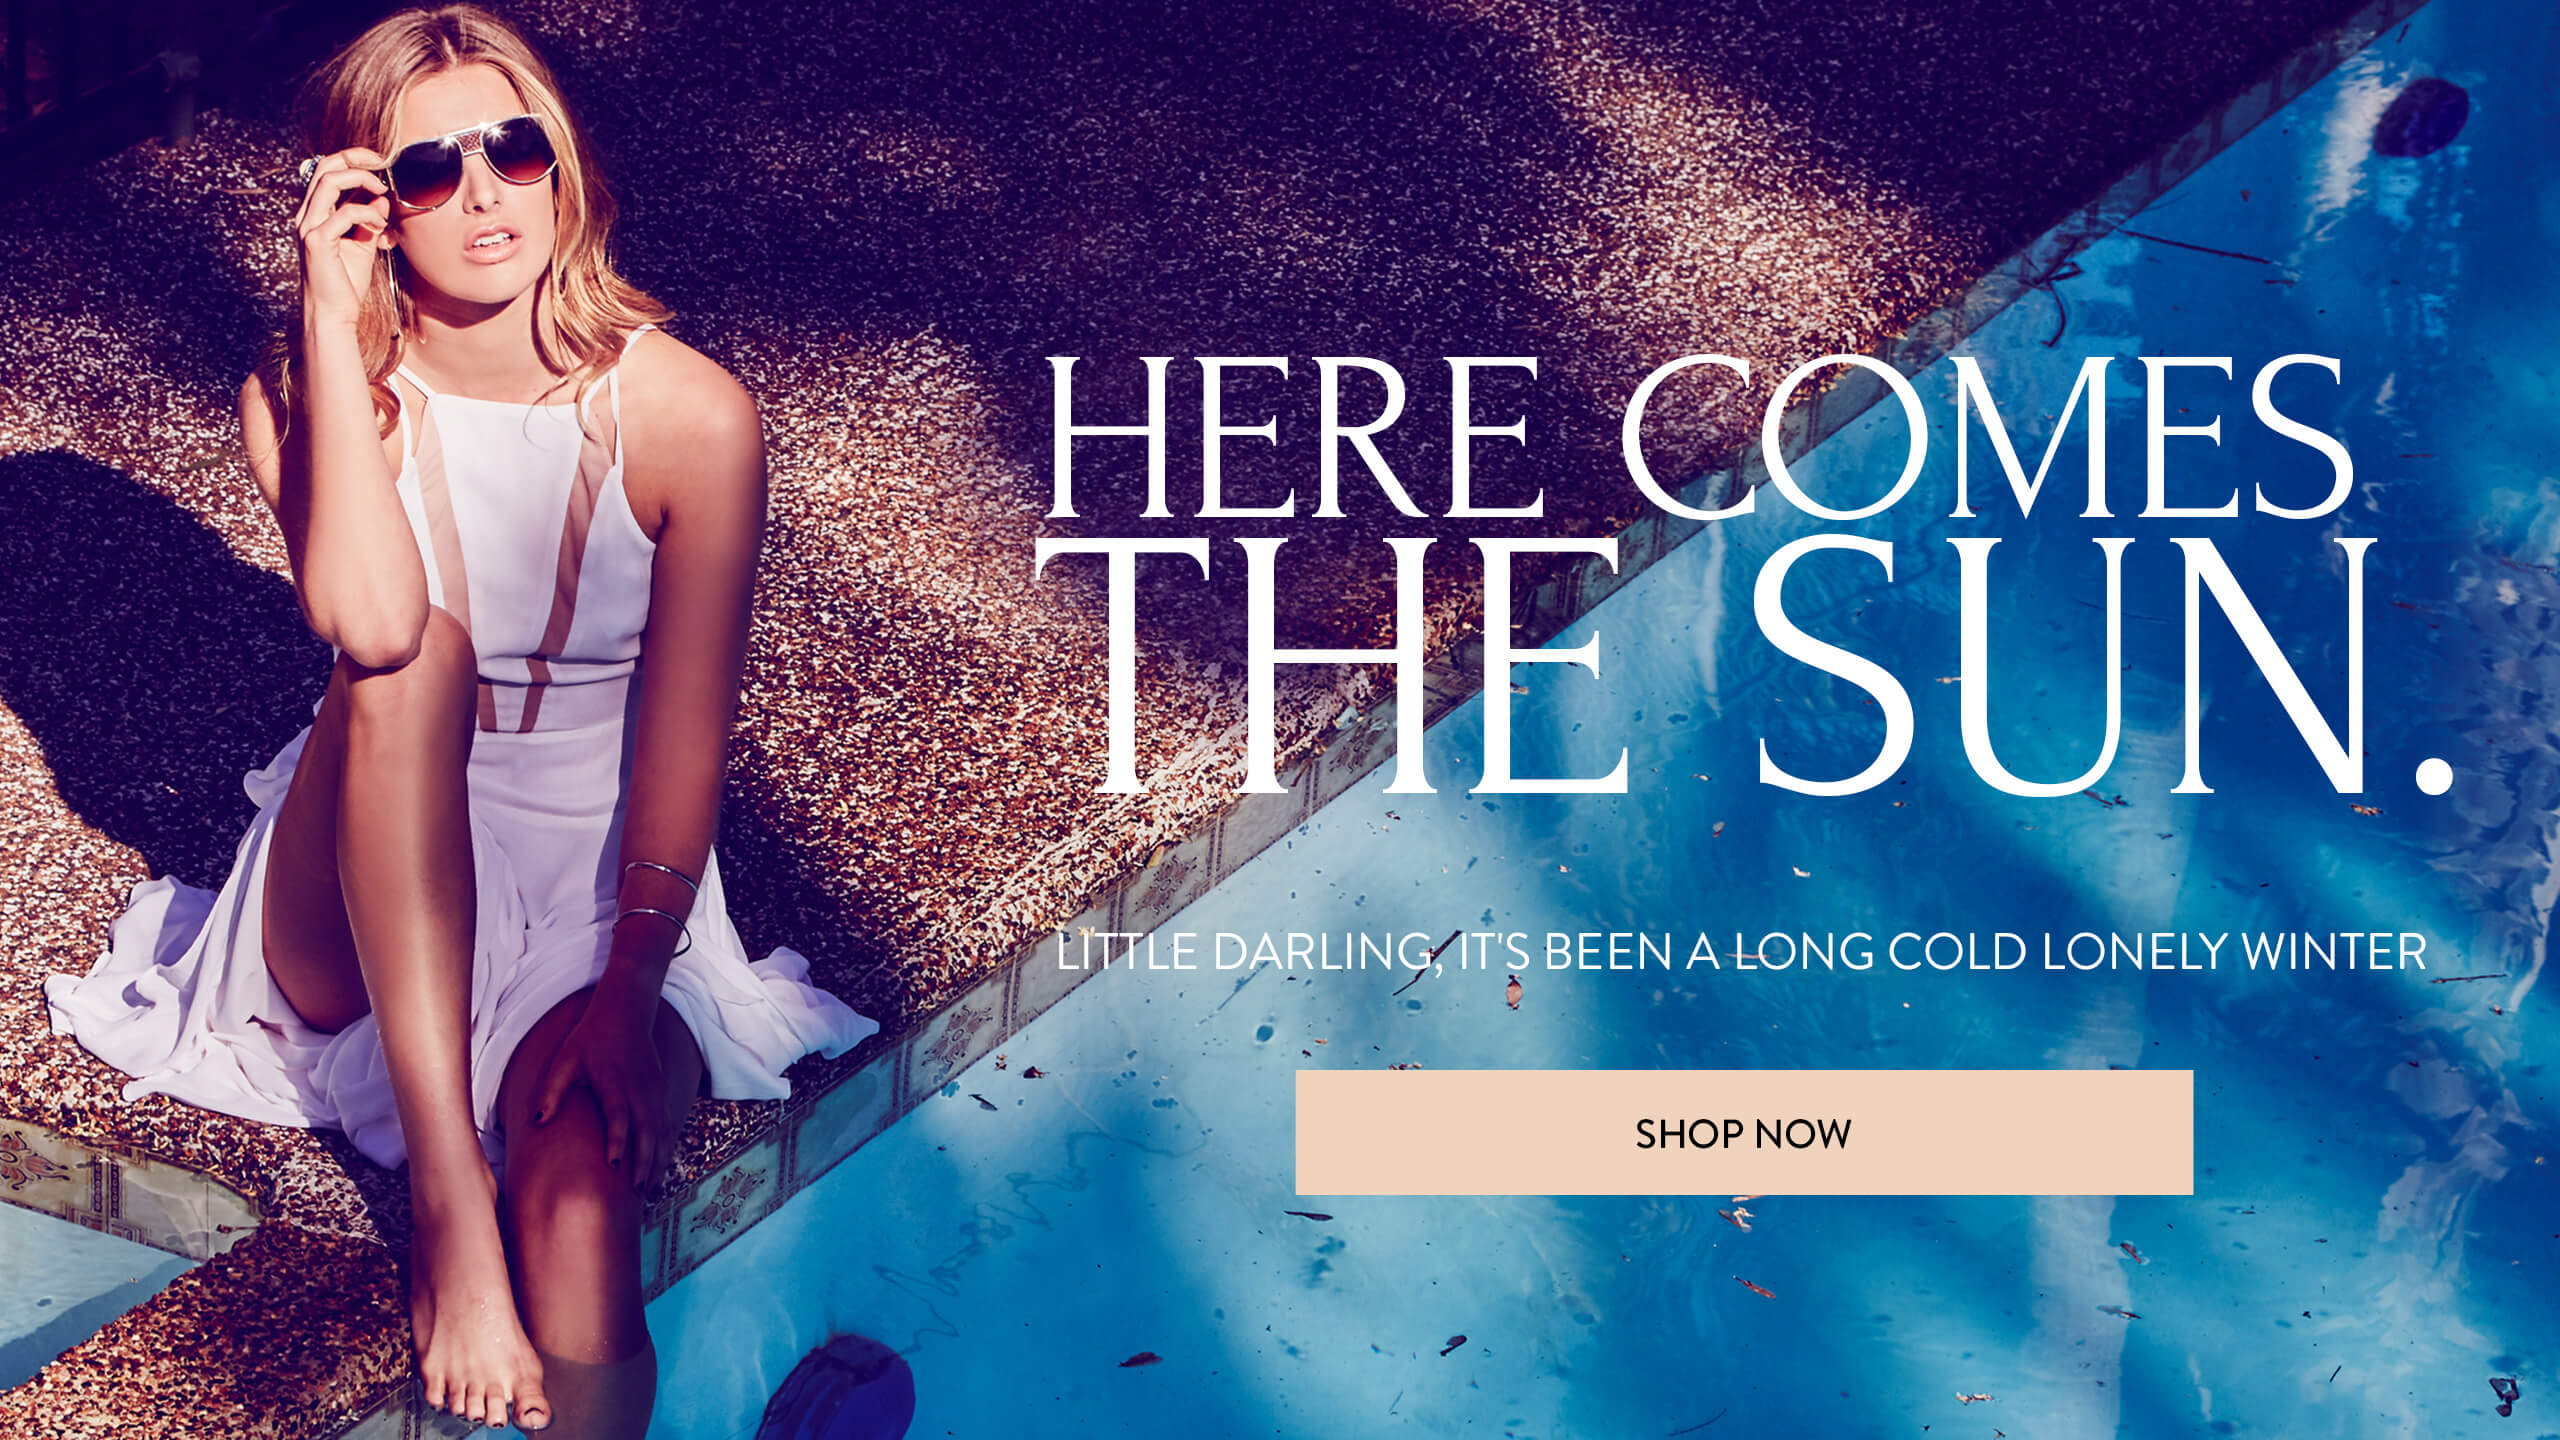 HERE COMES
THE SUN.
LITTLE DARLING, IT'S BEEN A LONG COLD LONELY WINTER
SHOP NOW